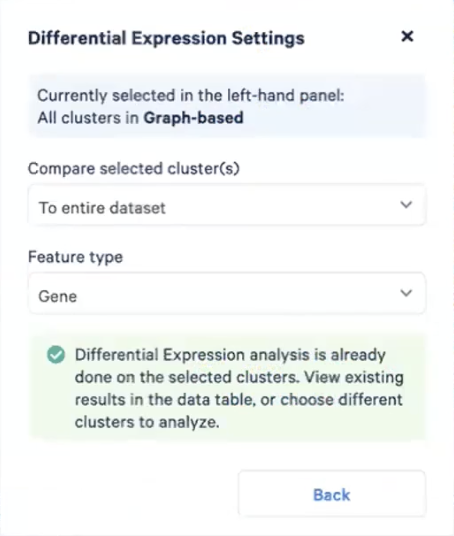 Differential Expression Settings
Currently selected in the left-hand panel:
All clusters in Graph-based
Compare selected cluster(s)
To entire dataset
Feature type
Gene
Differential Expression analysis is already
done on the selected clusters. View existing
results in the data table, or choose different
clusters to analyze.
Back